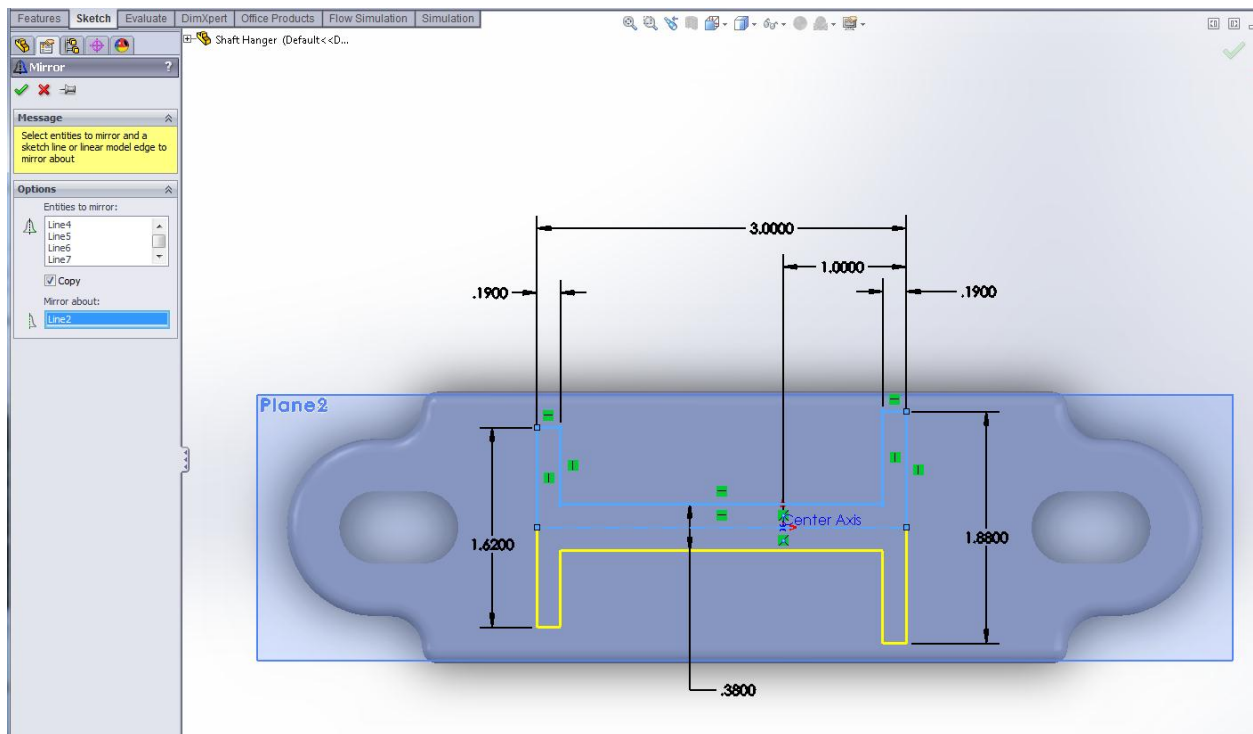 Features Sketch Evaluate DimXpert Office Products Flow Simulation Simulation
Shaft Hanger (Default<<D...
Mirror ?
Message
Select entities to mirror and a
sketch line or linear model edge to
mirror about
Options
Entities to mirror:
Line4
Line5
Line6
Line7
Copy
Mirror about:
Line2
3.0000
1.0000
.1900
.1900
Plane2
Center Axis
1.6200
1.8800
.3800